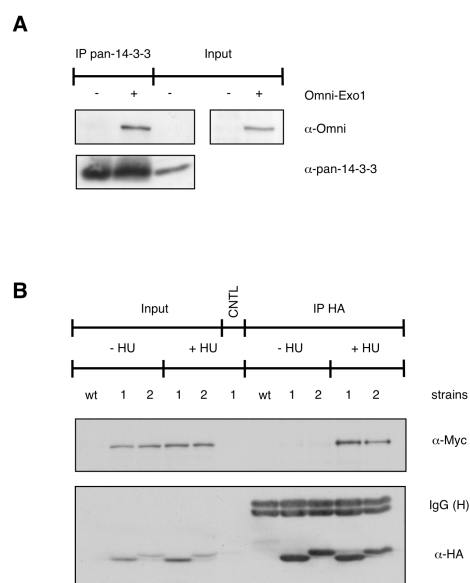 A
IP pan-14-3-3 Input
- + - - + Omni-Exo1
α-Omni
α-pan-14-3-3
B
Input CNTL IP HA
- HU + HU - HU + HU
wt 1 2 1 2 1 wt 1 2 1 2 strains
α-Myc
IgG (H)
α-HA